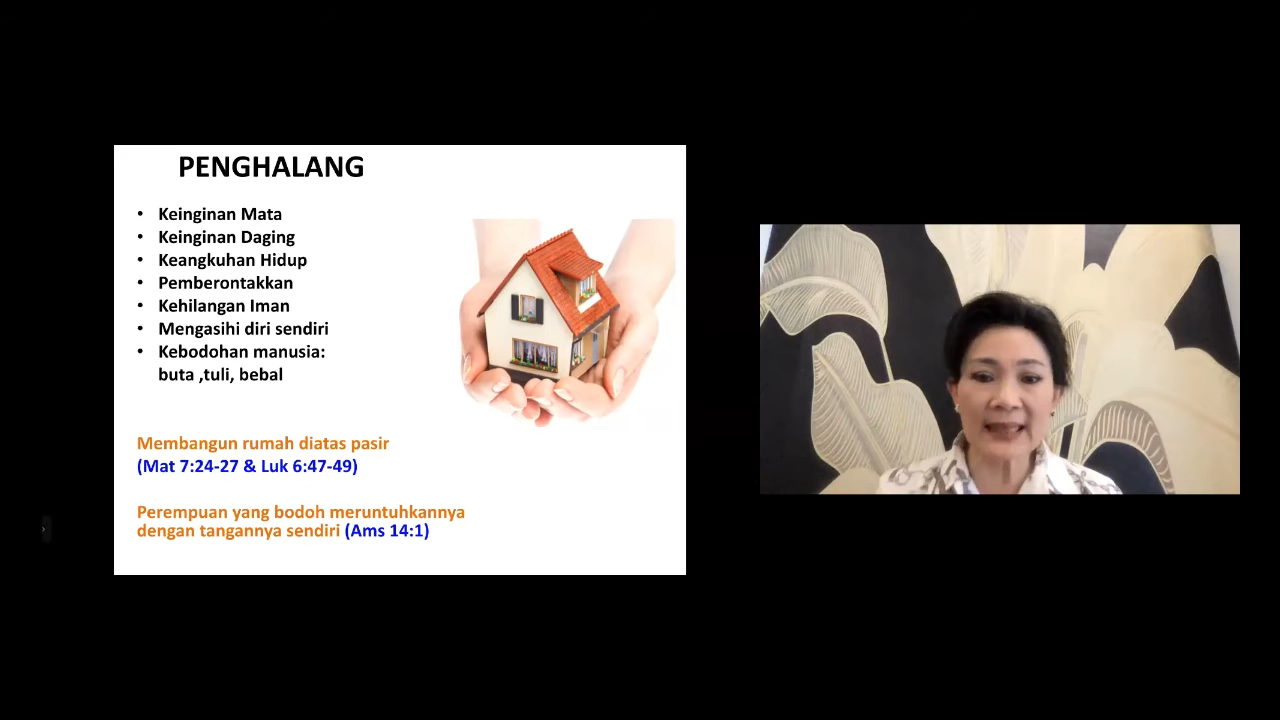 PENGHALANG
• Keinginan Mata
• Keinginan Daging
• Keangkuhan Hidup
• Pemberontakkan
• Kehilangan Iman
• Mengasihi diri sendiri
• Kebodohan manusia:
buta ,tuli, bebal
Membangun rumah diatas pasir
(Mat 7:24-27 & Luk 6:47-49)
Perempuan yang bodoh meruntuhkannya
dengan tangannya sendiri (Ams 14:1)